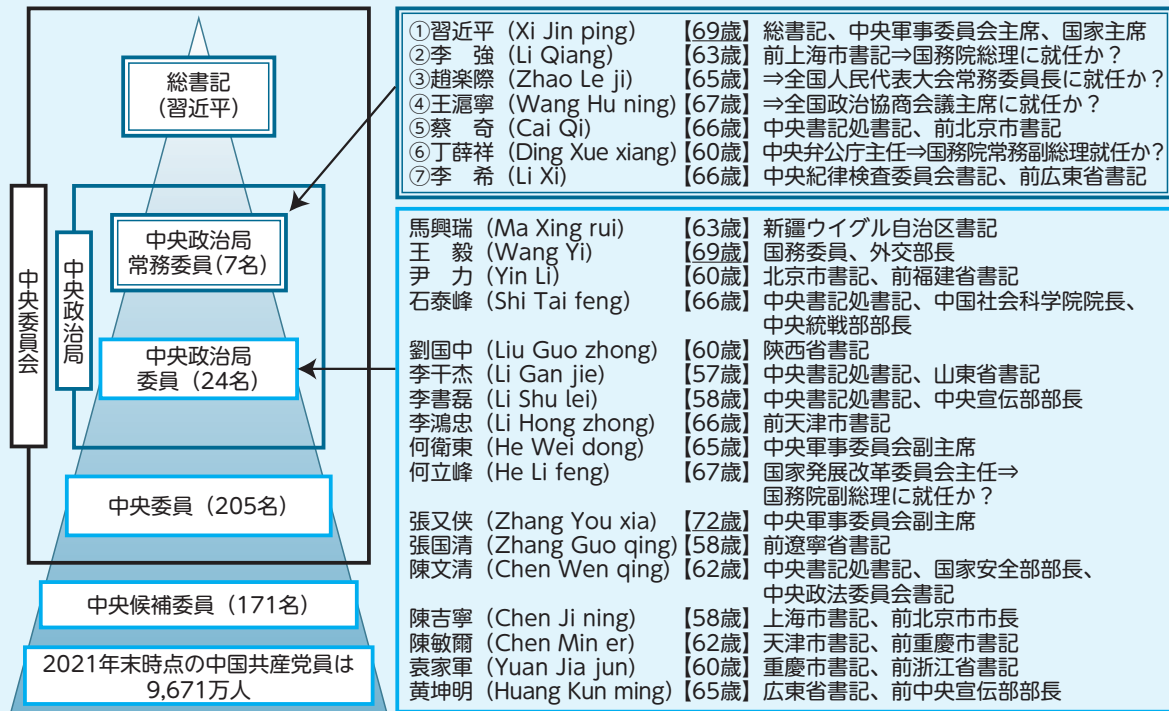 総書記
(習近平)
中央政治局
常務委員(7名)
中央政治局
委員(24名)
中央委員(205名)
中央候補委員(171名)
2021年末時点の中国共産党員は
9,671万人
中央委員会
中央政治局
①習近平(Xi Jin ping)【69歳】総書記、中央軍事委員会主席、国家主席
②李　強(Li Qiang)【63歳】前上海市書記⇒国務院総理に就任か?
③趙楽際(Zhao Le ji)【65歳】⇒全国人民代表大会常務委員長に就任か?
④王滬寧(Wang Hu ning)【67歳】⇒全国政治協商会議主席に就任か?
⑤蔡　奇(Cai Qi)【66歳】中央書記処書記、前北京市書記
⑥丁薛祥(Ding Xue xiang)【60歳】中央弁公庁主任⇒国務院常務副総理就任か?
⑦李　希(Li Xi)【66歳】中央紀律検査委員会書記、前広東省書記
馬興瑞(Ma Xing rui)【63歳】新疆ウイグル自治区書記
王　毅(Wang Yi)【69歳】国務委員、外交部長
尹　力(Yin Li)【60歳】北京市書記、前福建省書記
石泰峰(Shi Tai feng)【66歳】中央書記処書記、中国社会科学院院長、
中央統戦部部長
劉国中(Liu Guo zhong)【60歳】陝西省書記
李干杰(Li Gan jie)【57歳】中央書記処書記、山東省書記
李書磊(Li Shu lei)【58歳】中央書記処書記、中央宣伝部部長
李鴻忠(Li Hong zhong)【66歳】前天津市書記
何衛東(He Wei dong)【65歳】中央軍事委員会副主席
何立峰(He Li feng)【67歳】国家発展改革委員会主任⇒
国務院副総理に就任か?
張又侠(Zhang You xia)【72歳】中央軍事委員会副主席
張国清(Zhang Guo qing)【58歳】前遼寧省書記
陳文清(Chen Wen qing)【62歳】中央書記処書記、国家安全部部長、
中央政法委員会書記
陳吉寧(Chen Ji ning)【58歳】上海市書記、前北京市市長
陳敏爾(Chen Min er)【62歳】天津市書記、前重慶市書記
袁家軍(Yuan Jia jun)【60歳】重慶市書記、前浙江省書記
黄坤明(Huang Kun ming)【65歳】広東省書記、前中央宣伝部部長